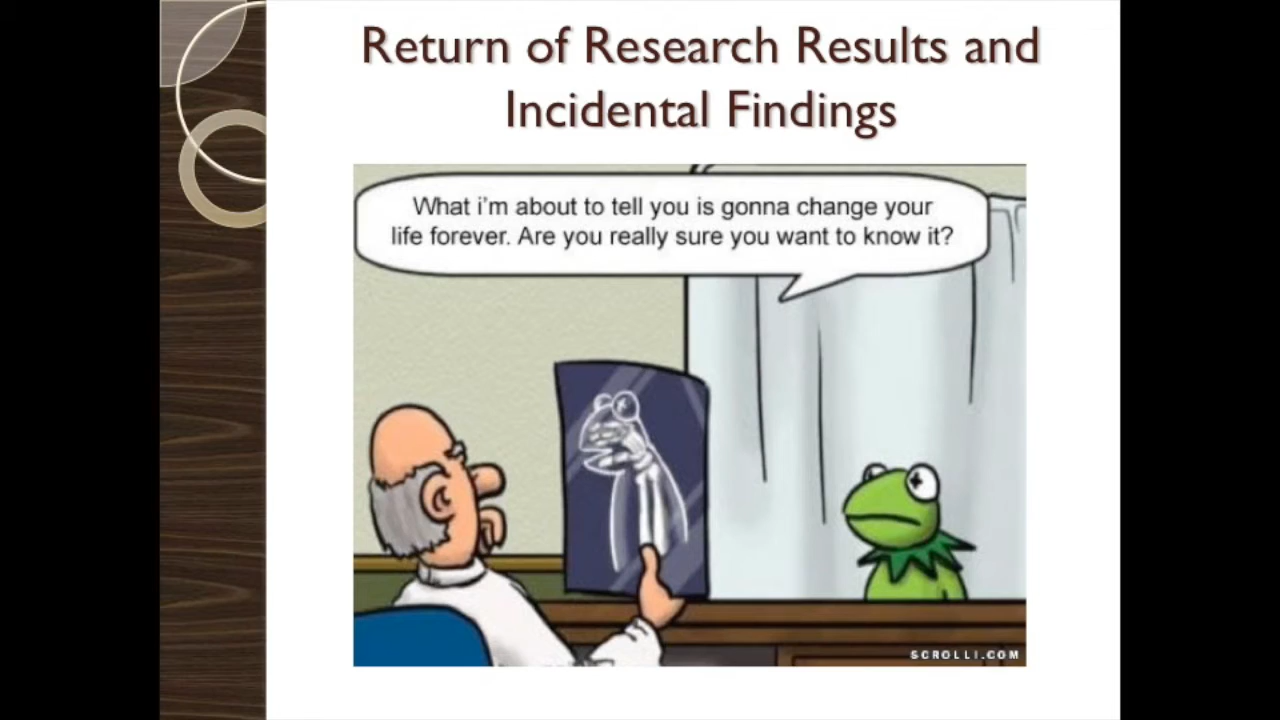 Return of Research Results and
Incidental Findings
What i'm about to tell you is gonna change your
life forever. Are you really sure you want to know it?
SCROLLI.COM